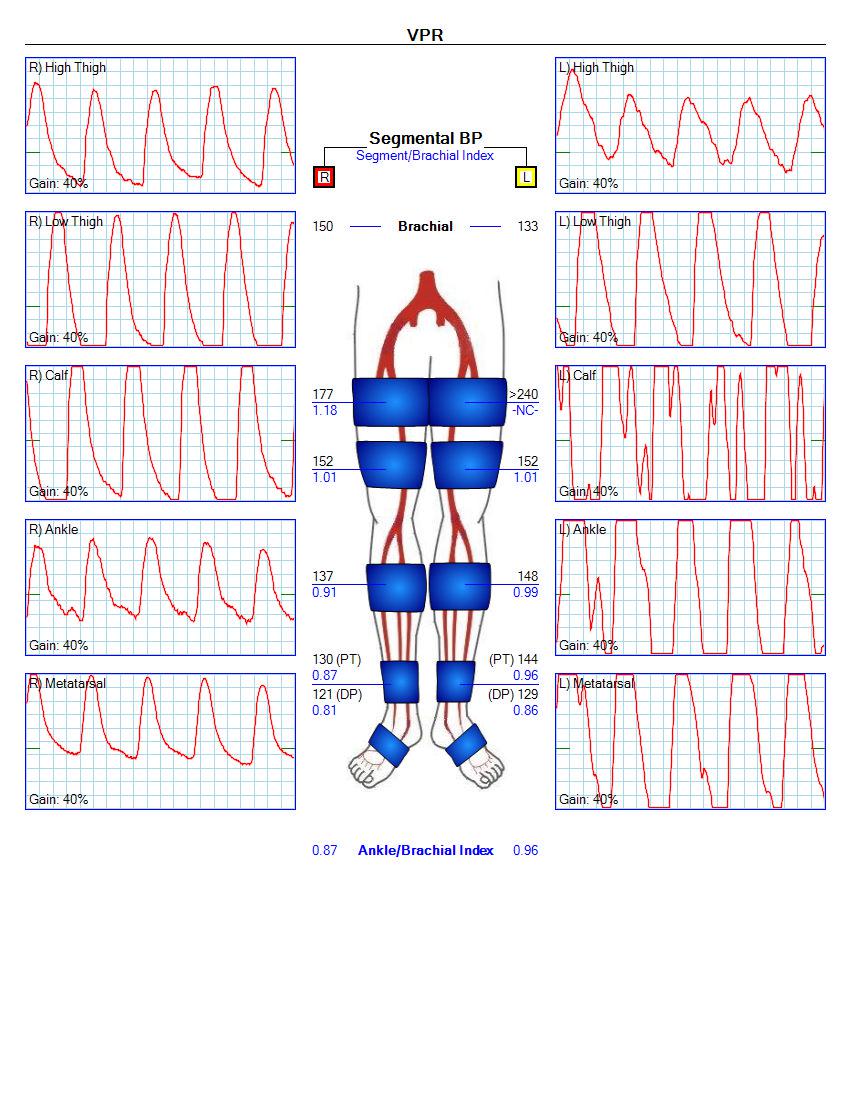 VPR
R) High Thigh
Gain: 40%
L) High Thigh
Gain: 40%
Segmental BP
Segment/Brachial Index
R
L
150 Brachial 133
R) Low Thigh
Gain: 40%
L) Low Thigh
Gain: 40%
R) Calf
Gain: 40%
L) Calf
Gain: 40%
177
1.18
>240
-NC-
152
1.01
152
1.01
R) Ankle
Gain: 40%
L) Ankle
Gain: 40%
137
0.91
148
0.99
130 (PT)
0.87
121 (DP)
0.81
(PT) 144
0.96
(DP) 129
0.86
R) Metatarsal
Gain: 40%
L) Metatarsal
Gain: 40%
0.87 Ankle/Brachial Index 0.96